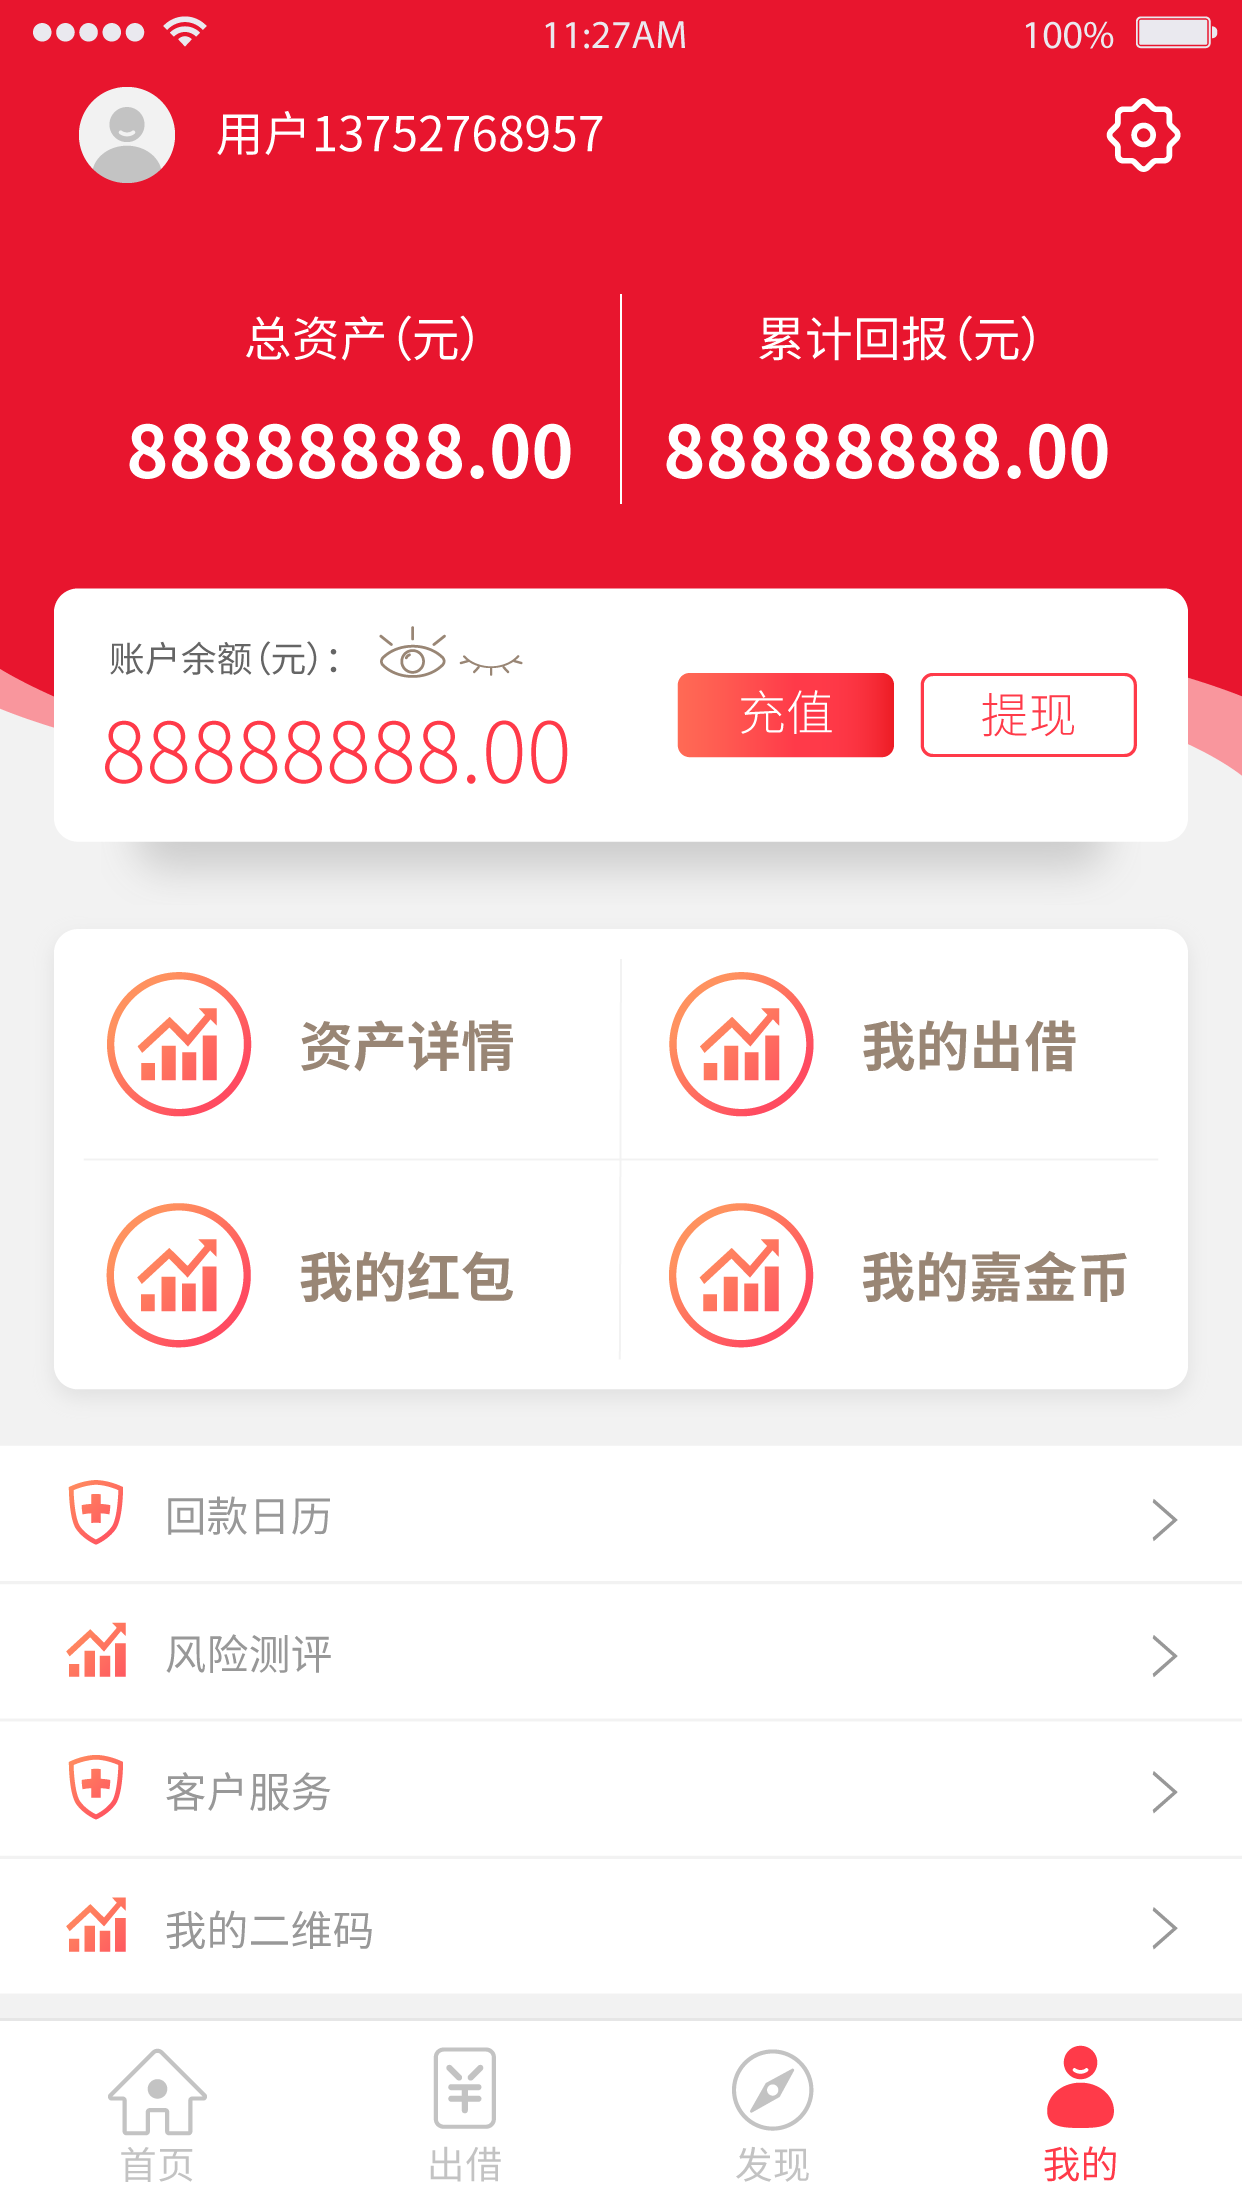 11:27AM 100%
用户13752768957
总资产(元) 累计回报(元)
88888888.00 88888888.00
账户余额(元):
88888888.00 充值 提现
资产详情 我的出借
我的红包 我的嘉金币
回款日历
风险测评
客户服务
我的二维码
首页 出借 发现 我的